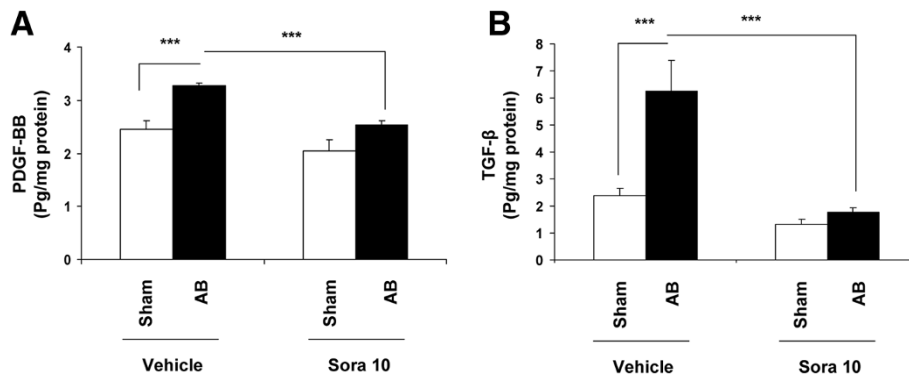 A
PDGF-BB
(Pg/mg protein)
4
3
2
1
0
***
***
Sham
AB
Sham
AB
Vehicle
Sora 10
B
TGF-β
(Pg/mg protein)
8
7
6
5
4
3
2
1
0
***
***
Sham
AB
Sham
AB
Vehicle
Sora 10